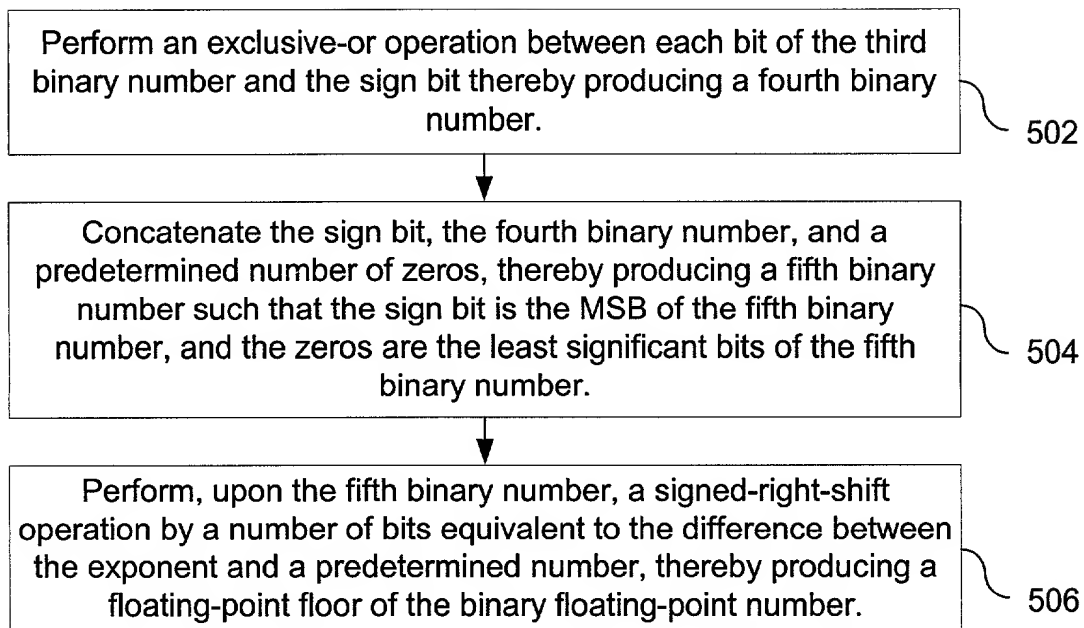 Perform an exclusive-or operation between each bit of the third
binary number and the sign bit thereby producing a fourth binary
number.
502
Concatenate the sign bit, the fourth binary number, and a
predetermined number of zeros, thereby producing a fifth binary
number such that the sign bit is the MSB of the fifth binary
number, and the zeros are the least significant bits of the fifth
binary number.
504
Perform, upon the fifth binary number, a signed-right-shift
operation by a number of bits equivalent to the difference between
the exponent and a predetermined number, thereby producing a
floating-point floor of the binary floating-point number.
506